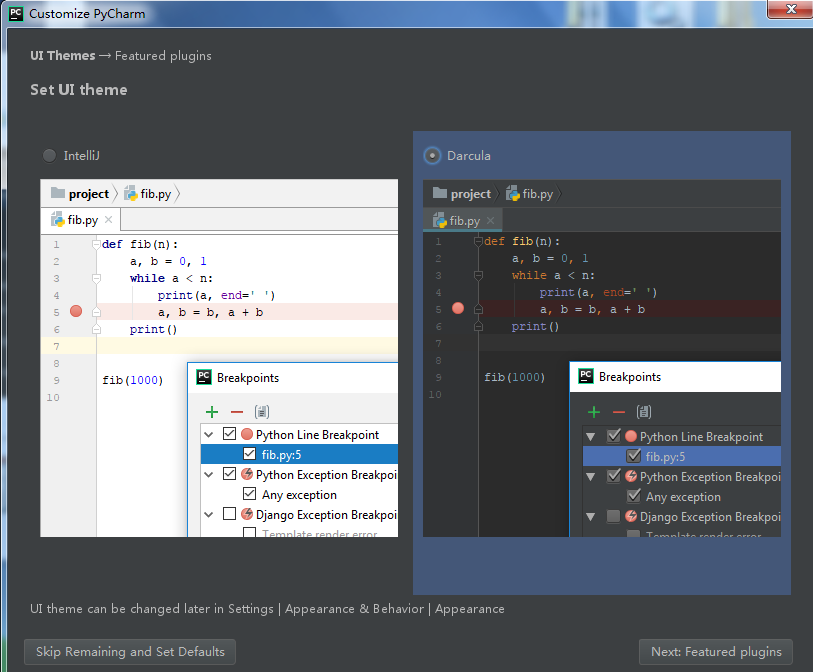 PC Customize PyCharm
UI Themes → Featured plugins
Set UI theme
IntelliJ
project fib.py
fib.py
1 def fib(n):
2 a, b = 0, 1
3 while a < n:
4 print(a, end=' ')
5 a, b = b, a + b
6 print()
7
8
9 fib(1000)
10
PC Breakpoints
Python Line Breakpoint
fib.py:5
Python Exception Breakpoi
Any exception
Django Exception Breakpoi
Template render error
Darcula
project fib.py
fib.py
1 def fib(n):
2 a, b = 0, 1
3 while a < n:
4 print(a, end=' ')
5 a, b = b, a + b
6 print()
7
8
9 fib(1000)
10
PC Breakpoints
Python Line Breakpoint
fib.py:5
Python Exception Breakpoi
Any exception
Django Exception Breakpoi
Template render error
UI theme can be changed later in Settings | Appearance & Behavior | Appearance
Skip Remaining and Set Defaults
Next: Featured plugins